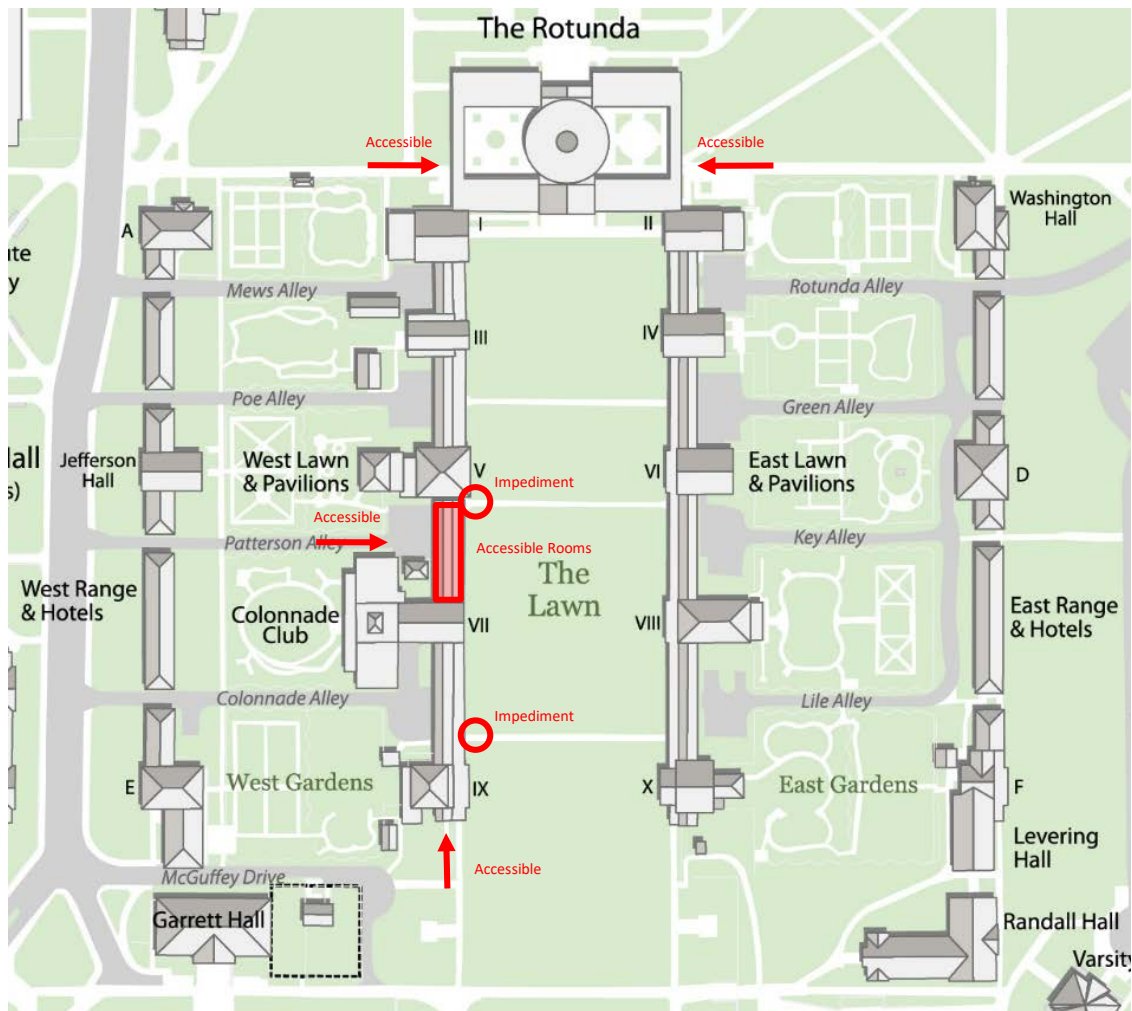 The Rotunda
Accessible
Accessible
Washington
Hall
A
I
II
Mews Alley
Rotunda Alley
III
IV
Poe Alley
Green Alley
Jefferson
Hall
West Lawn
& Pavilions
V
Impediment
VI
East Lawn
& Pavilions
D
Accessible
Patterson Alley
Accessible Rooms
Key Alley
The
Lawn
West Range
& Hotels
Colonnade
Club
VII
VIII
East Range
& Hotels
Colonnade Alley
Impediment
Lile Alley
E
West Gardens
IX
X
East Gardens
F
Levering
Hall
McGuffey Drive
Accessible
Garrett Hall
Randall Hall
Varsity